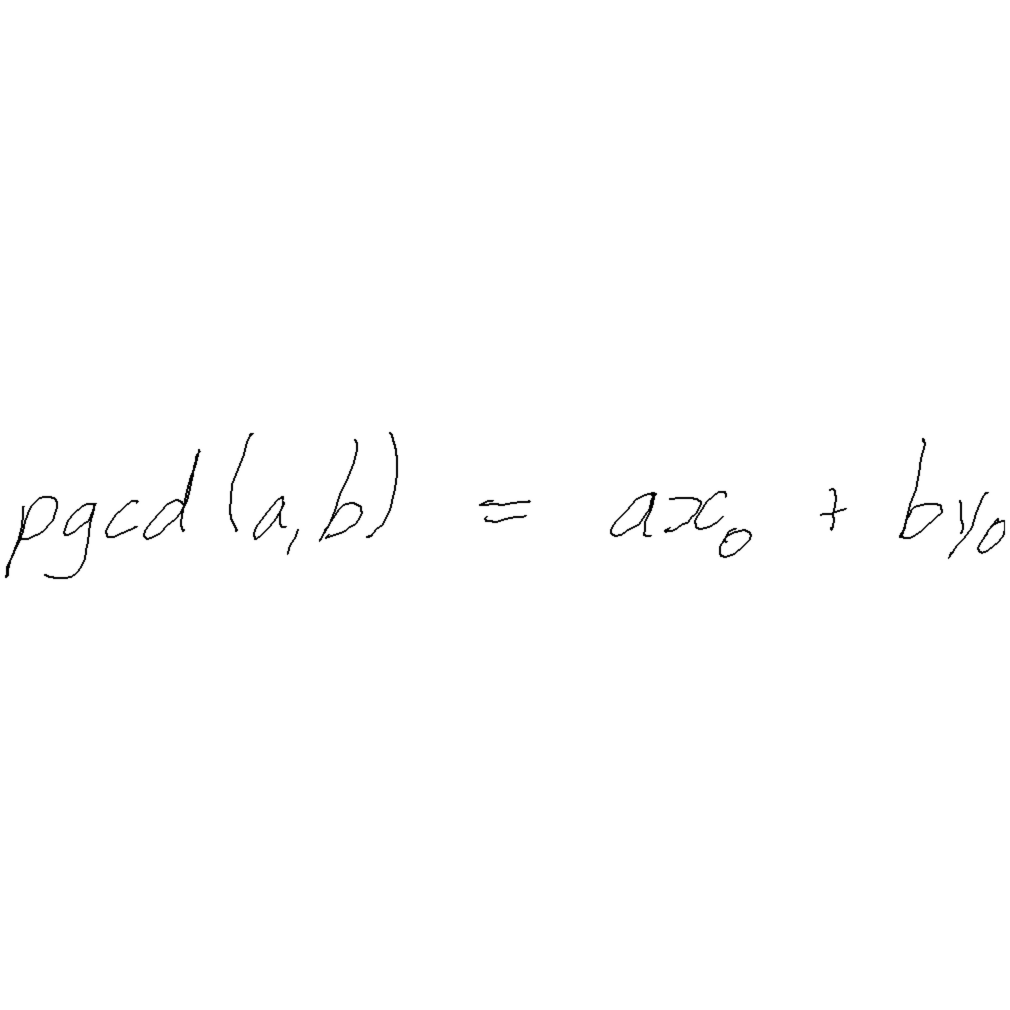 pgcd(a,b) = ax₀ + by₀